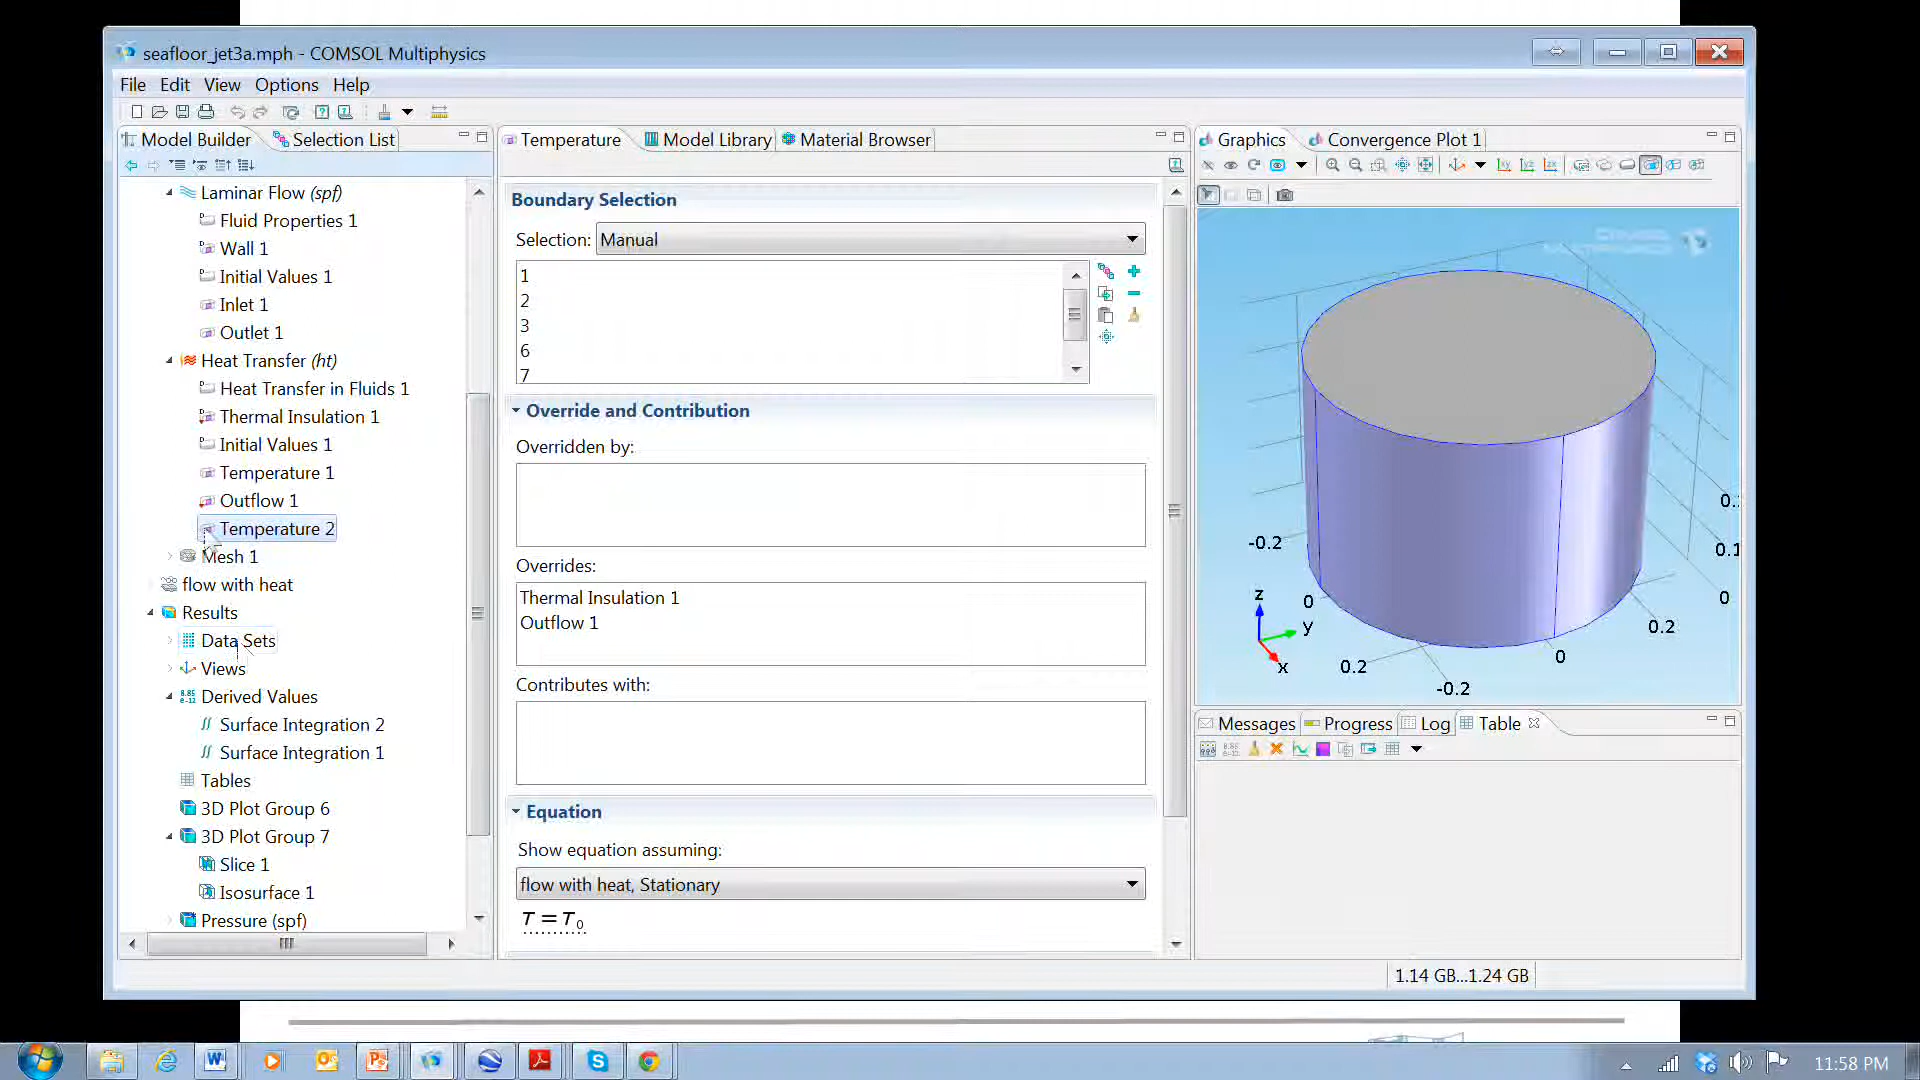 seafloor_jet3a.mph - COMSOL Multiphysics
File Edit View Options Help
Model Builder
Selection List
Temperature
Model Library
Material Browser
Graphics
Convergence Plot 1
Laminar Flow (spf)
Fluid Properties 1
Wall 1
Initial Values 1
Inlet 1
Outlet 1
Heat Transfer (ht)
Heat Transfer in Fluids 1
Thermal Insulation 1
Initial Values 1
Temperature 1
Outflow 1
Temperature 2
Mesh 1
flow with heat
Results
Data Sets
Views
Derived Values
Surface Integration 2
Surface Integration 1
Tables
3D Plot Group 6
3D Plot Group 7
Slice 1
Isosurface 1
Pressure (spf)
Boundary Selection
Selection: Manual
1
2
3
6
7
Override and Contribution
Overridden by:
Overrides:
Thermal Insulation 1
Outflow 1
Contributes with:
Equation
Show equation assuming:
flow with heat, Stationary
T = T0
-0.2
0.
0.1
0
z
y
x
0
0.2
-0.2
0
0.2
Messages
Progress
Log
Table
1.14 GB...1.24 GB
11:58 PM